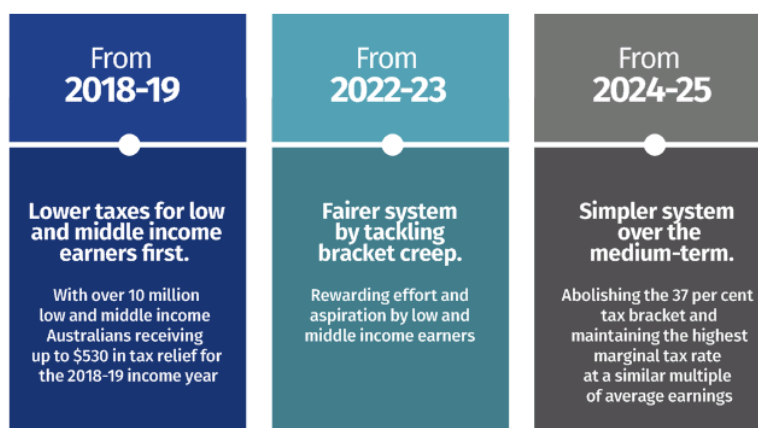 From
2018-19
Lower taxes for low
and middle income
earners first.
With over 10 million
low and middle income
Australians receiving
up to $530 in tax relief for
the 2018-19 income year
From
2022-23
Fairer system
by tackling
bracket creep.
Rewarding effort and
aspiration by low and
middle income earners
From
2024-25
Simpler system
over the
medium-term.
Abolishing the 37 per cent
tax bracket and
maintaining the highest
marginal tax rate
at a similar multiple
of average earnings